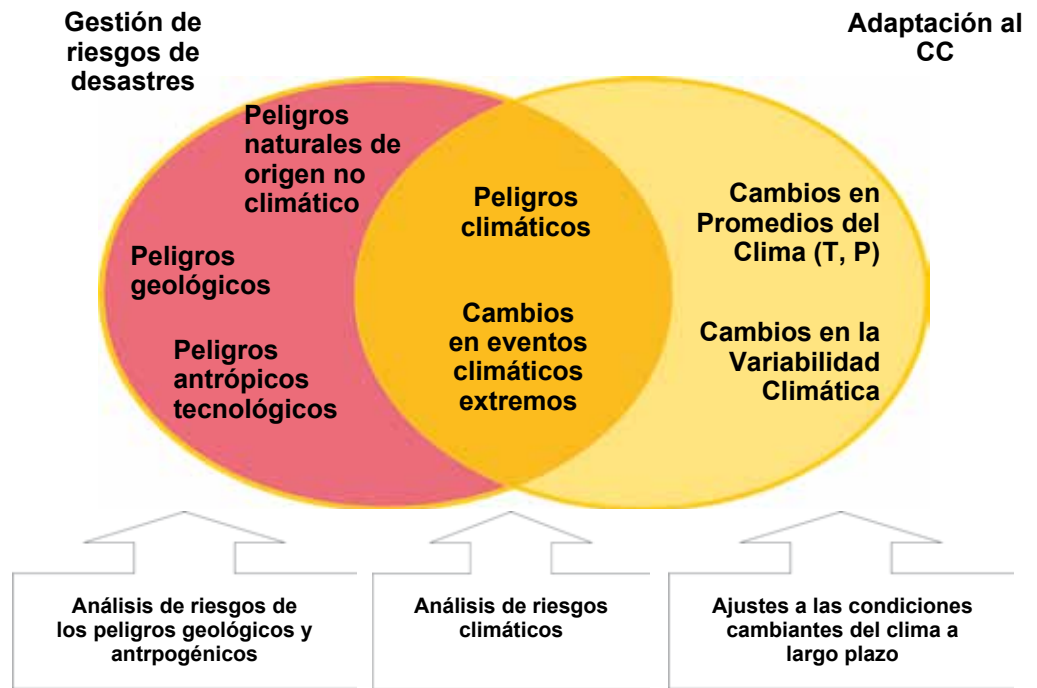 Gestión de
riesgos de
desastres
Adaptación al
CC
Peligros
naturales de
origen no
climático
Peligros
geológicos
Peligros
antrópicos
tecnológicos
Peligros
climáticos
Cambios
en eventos
climáticos
extremos
Cambios en
Promedios del
Clima (T, P)
Cambios en la
Variabilidad
Climática
Análisis de riesgos de
los peligros geológicos y
antrpogénicos
Análisis de riesgos
climáticos
Ajustes a las condiciones
cambiantes del clima a
largo plazo